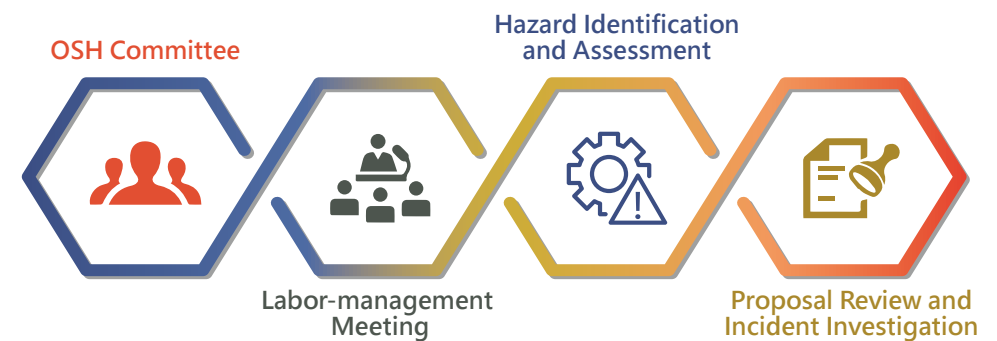 OSH Committee
Labor-management
Meeting
Hazard Identification
and Assessment
Proposal Review and
Incident Investigation